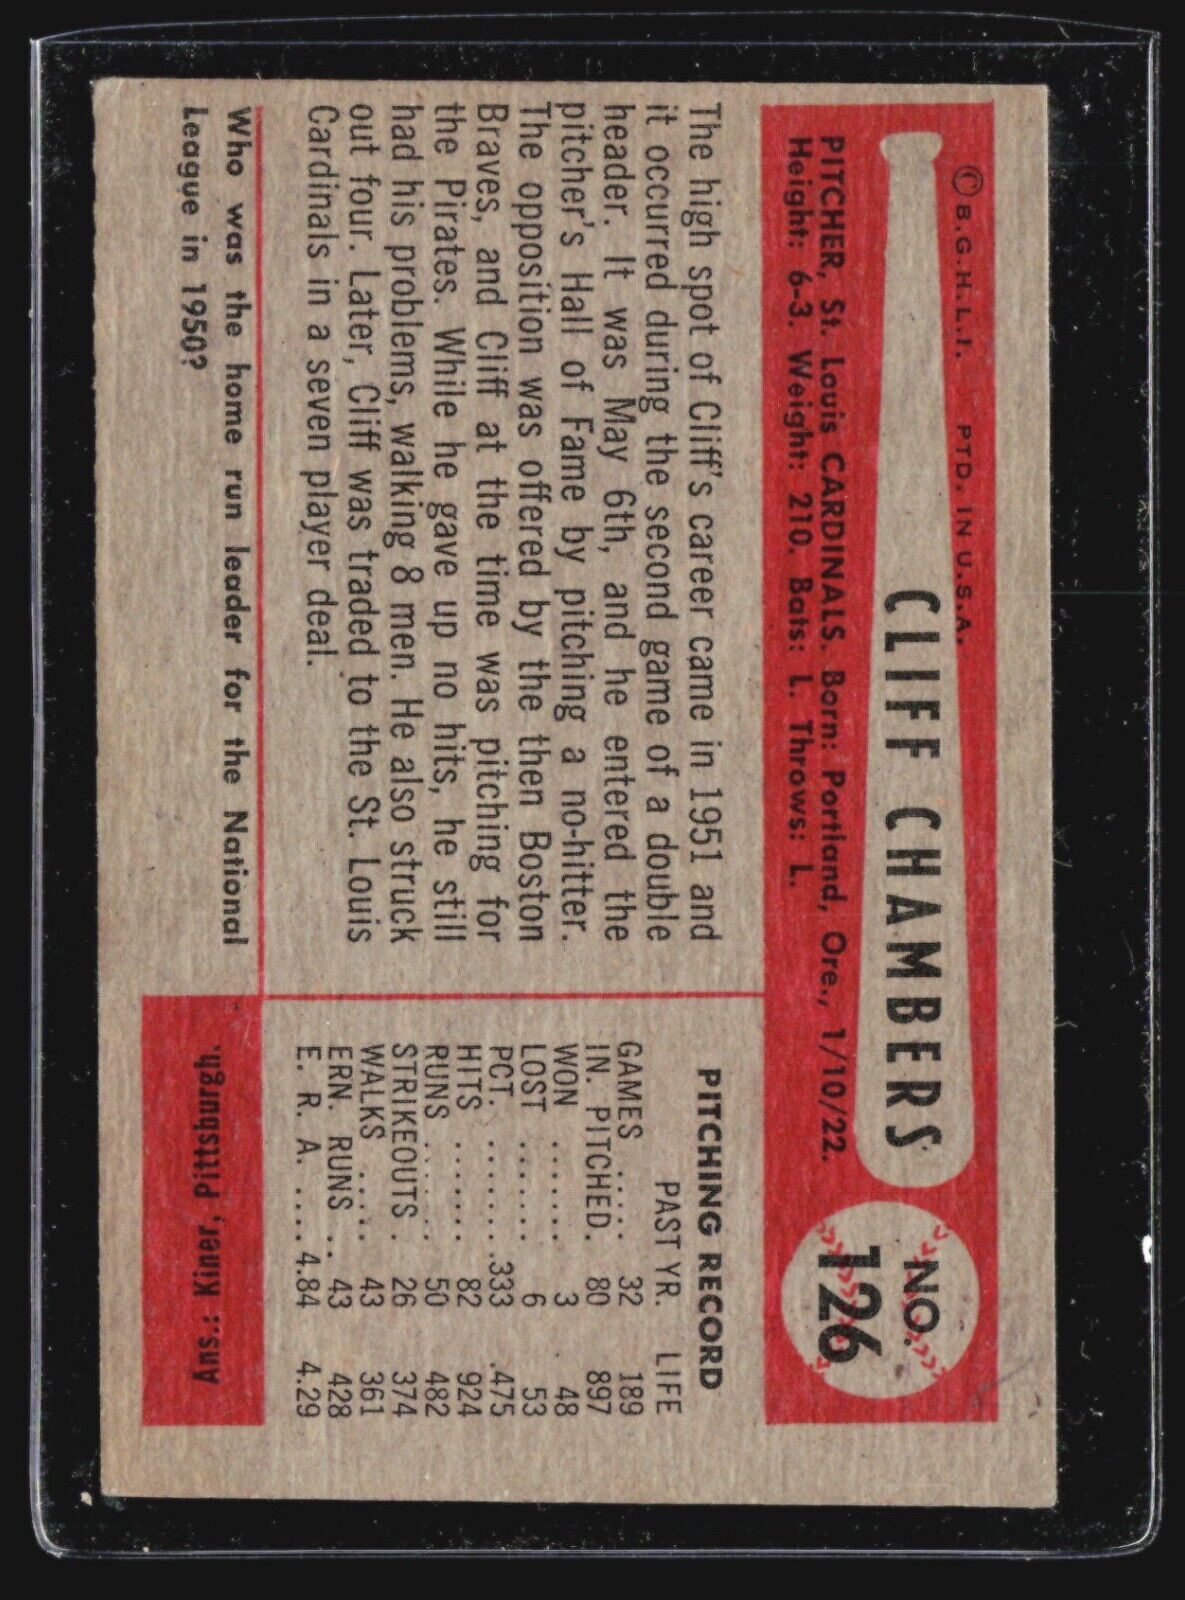 © B.G.H.L.I. PTD. IN U.S.A.
CLIFF CHAMBERS
NO.
126
PITCHER, St. Louis CARDINALS. Born: Portland, Ore., 1/10/22.
Height: 6-3. Weight: 210. Bats: L. Throws: L.
The high spot of Cliff's career came in 1951 and
it occurred during the second game of a double
header. It was May 6th, and he entered the
pitcher's Hall of Fame by pitching a no-hitter.
The opposition was offered by the then Boston
Braves, and Cliff at the time was pitching for
the Pirates. While he gave up no hits, he still
had his problems, walking 8 men. He also struck
out four. Later, Cliff was traded to the St. Louis
Cardinals in a seven player deal.
PITCHING RECORD
PAST YR. LIFE
GAMES .... 32 189
IN. PITCHED. 80 897
WON ...... 3 48
LOST ...... 6 53
PCT. ........333 .475
HITS ...... 82 924
RUNS ...... 50 482
STRIKEOUTS . 26 374
WALKS ..... 43 361
ERN. RUNS .. 43 428
E. R. A. ....4.84 4.29
Who was the home run leader for the National
League in 1950?
Ans.: Kiner, Pittsburgh.